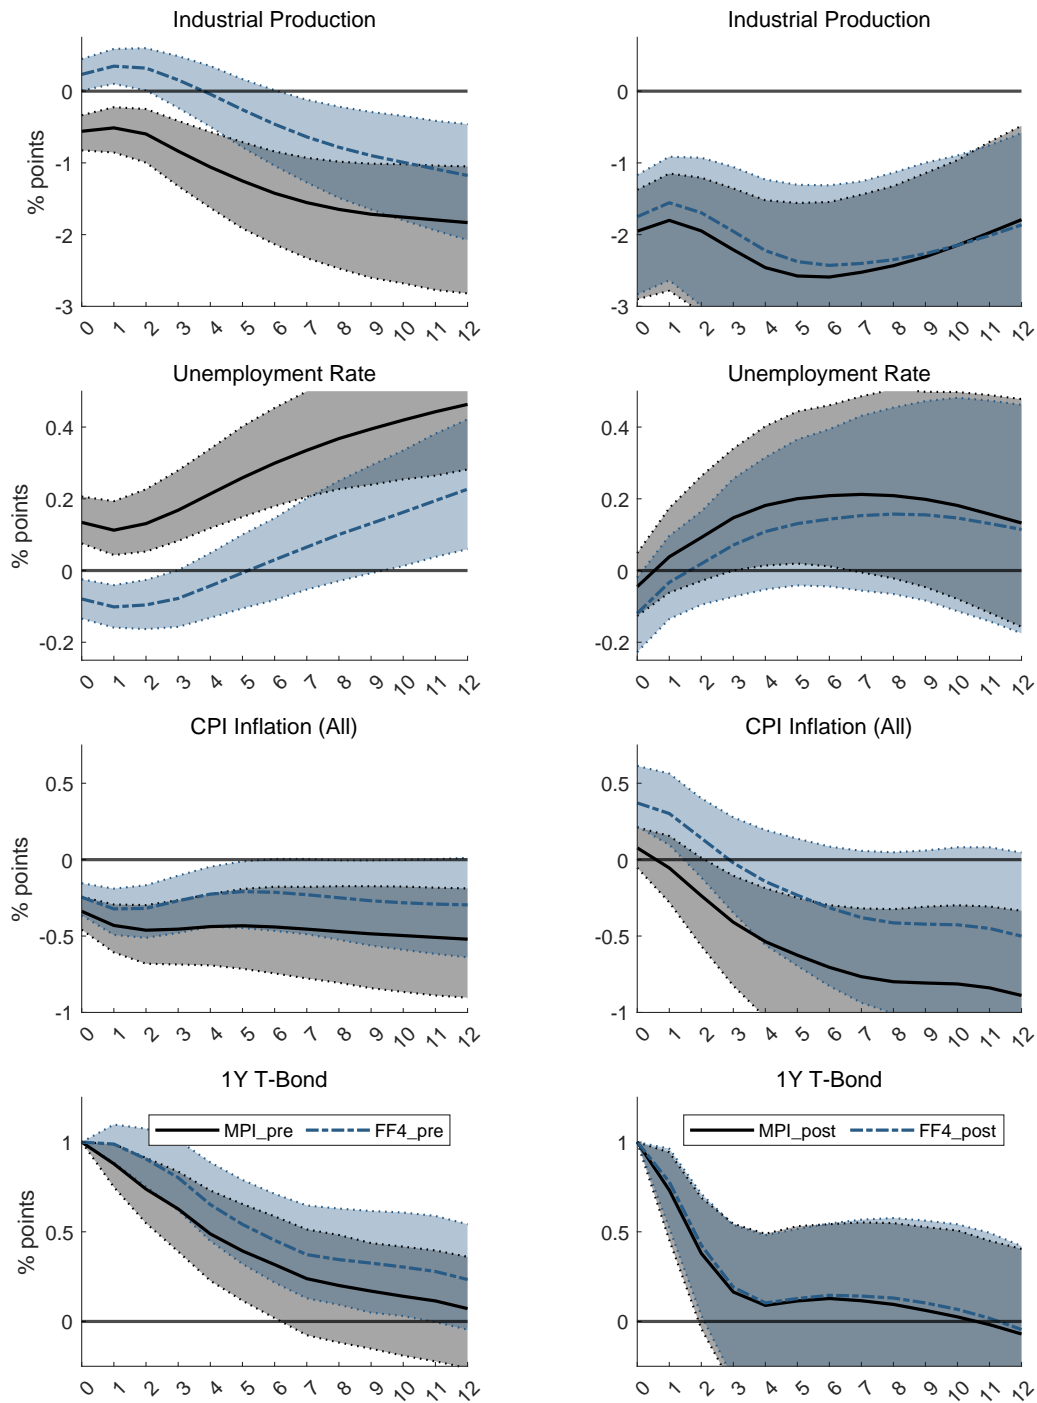 Industrial Production
Industrial Production
% points
0
-1
-2
-3
0 1 2 3 4 5 6 7 8 9 10 11 12
0
-1
-2
-3
0 1 2 3 4 5 6 7 8 9 10 11 12
Unemployment Rate
Unemployment Rate
% points
0.4
0.2
0
-0.2
0 1 2 3 4 5 6 7 8 9 10 11 12
0.4
0.2
0
-0.2
0 1 2 3 4 5 6 7 8 9 10 11 12
CPI Inflation (All)
CPI Inflation (All)
% points
0.5
0
-0.5
-1
0 1 2 3 4 5 6 7 8 9 10 11 12
0.5
0
-0.5
-1
0 1 2 3 4 5 6 7 8 9 10 11 12
1Y T-Bond
1Y T-Bond
% points
MPI_pre FF4_pre
1
0.5
0
0 1 2 3 4 5 6 7 8 9 10 11 12
MPI_post FF4_post
1
0.5
0
0 1 2 3 4 5 6 7 8 9 10 11 12